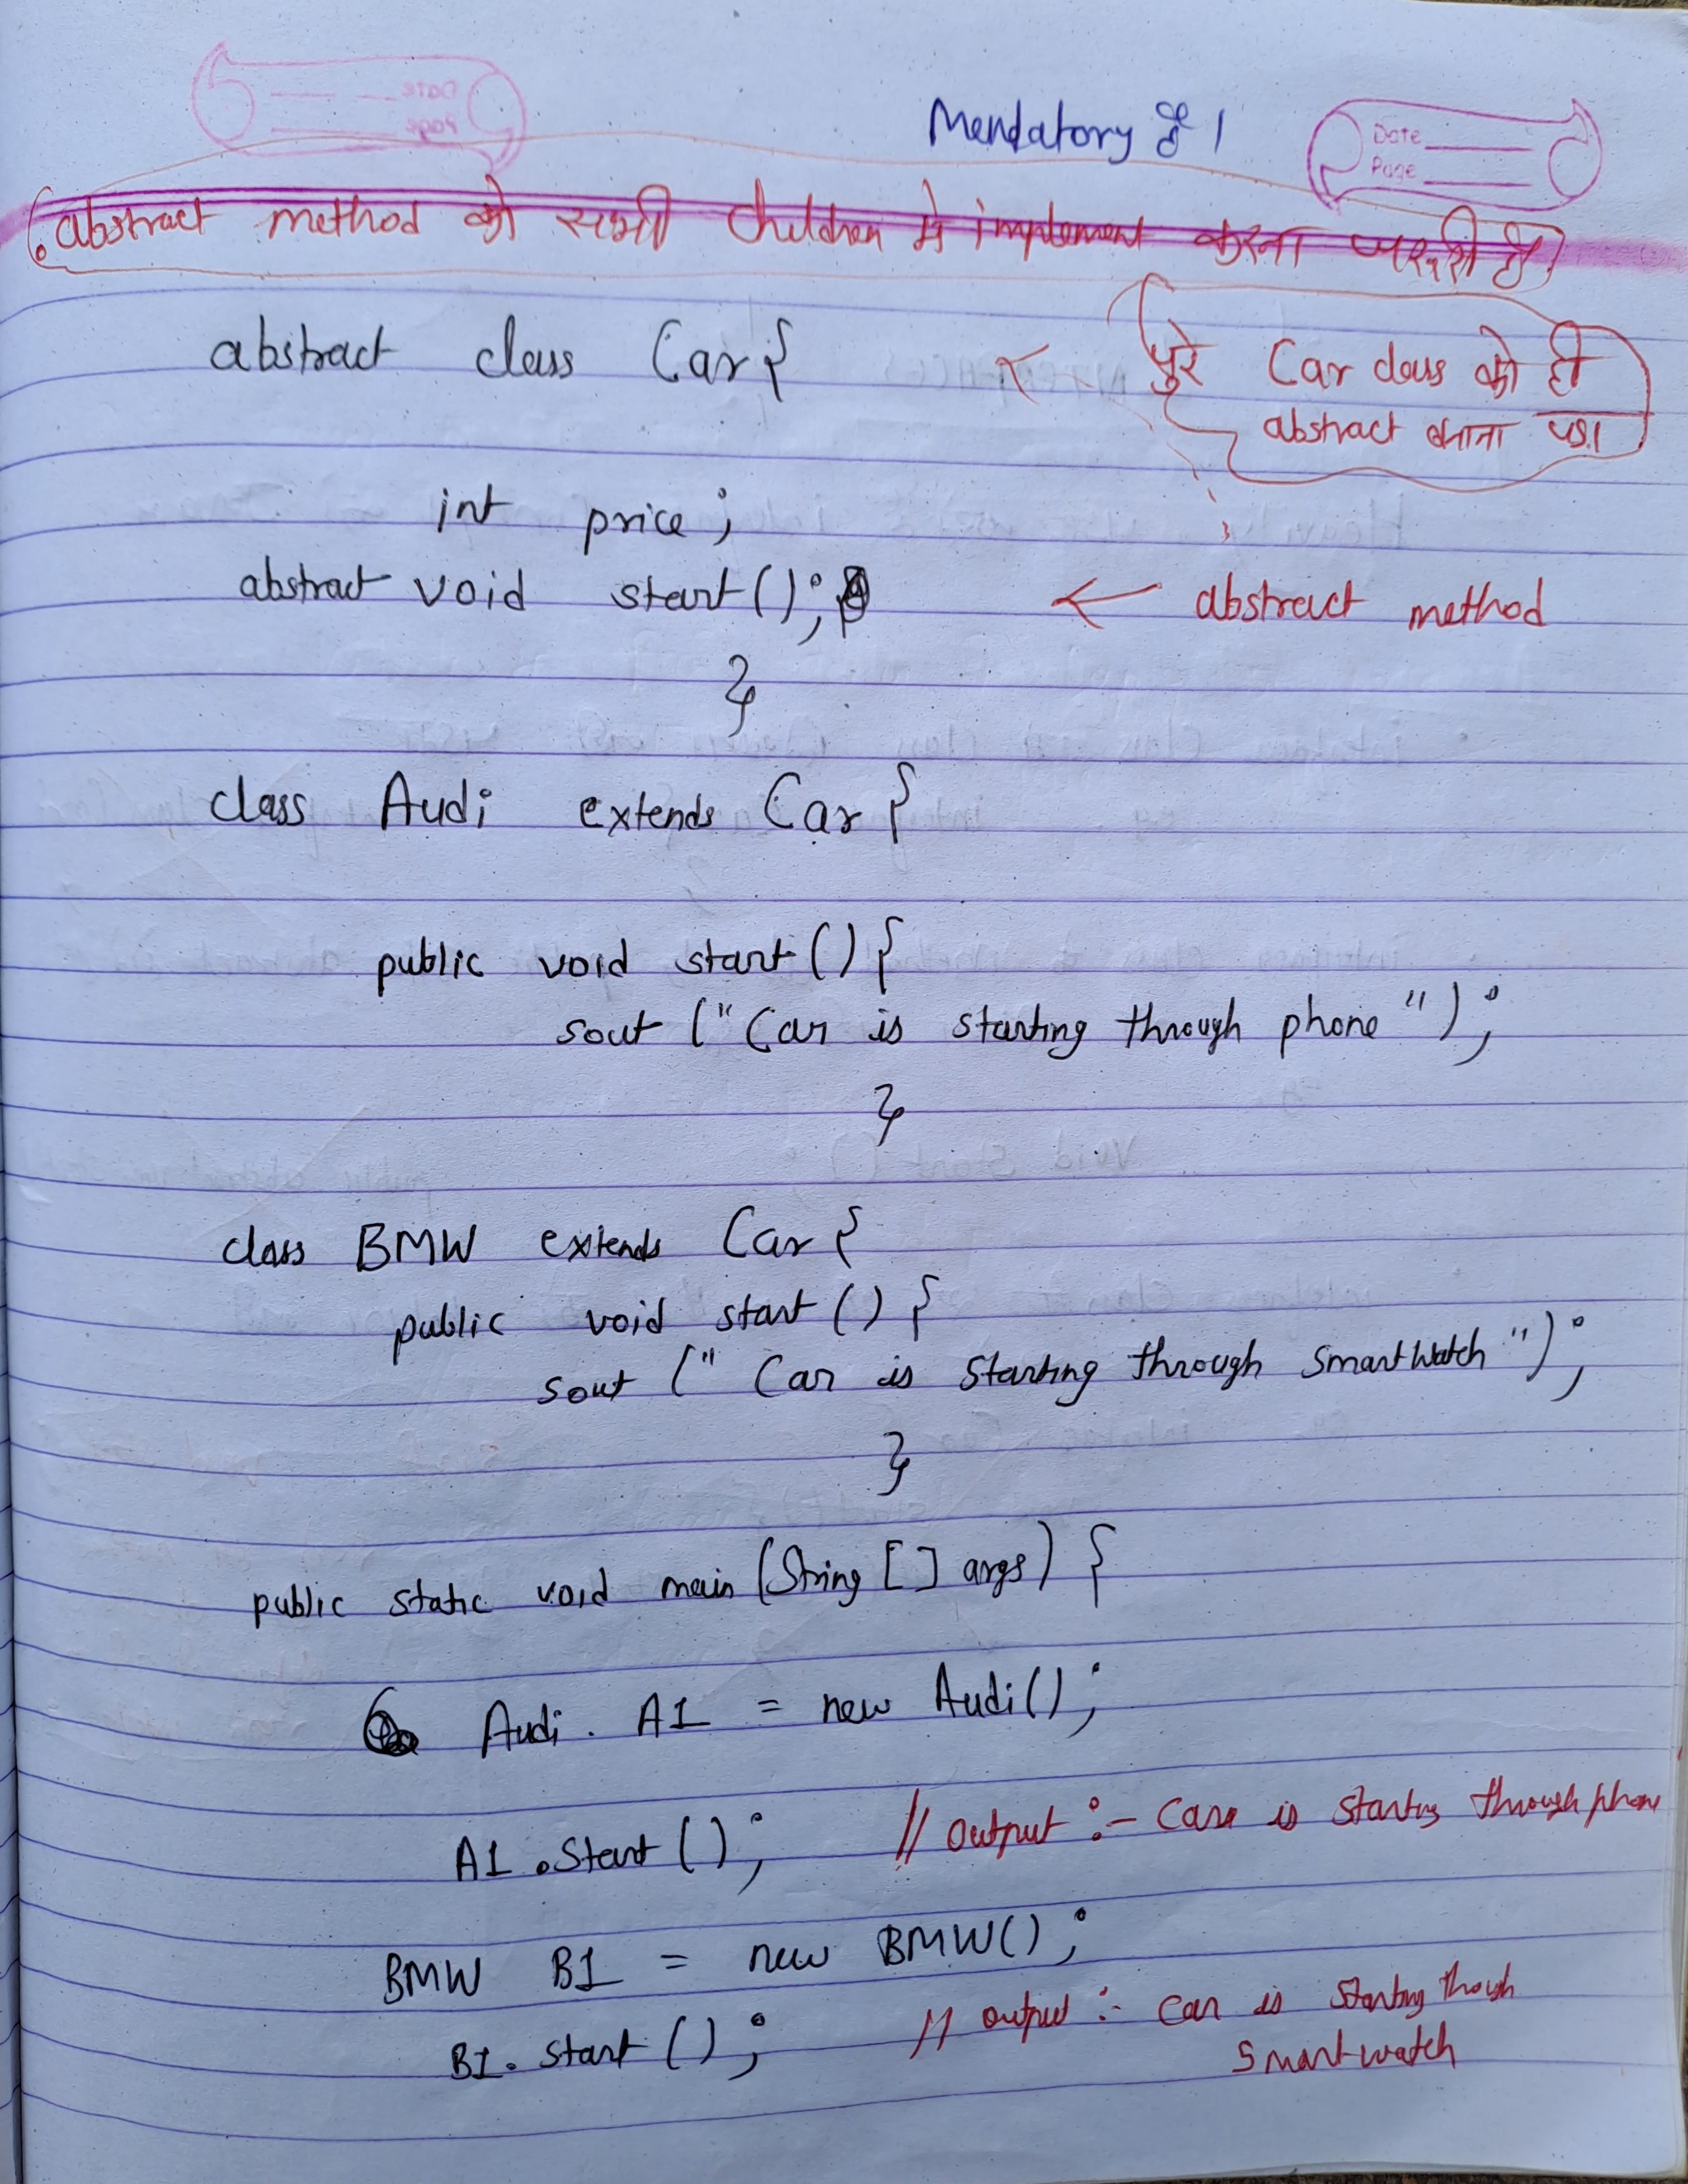 Mendatory है।
Date
Page
abstract method को सभी children मे implement करना जरूरी है।
abstract class Car{
पुरे Car class को ही
abstract बनाना पडा
int price;
abstract void start();
← abstract method
}
class Audi extends Car{
public void start(){
sout ("Car is starting through phone");
}
class BMW extends Car{
public void start(){
sout (" Car is Starting through SmartWatch");
}
public static void main (String [] args) {
Audi. A1 = new Audi();
A1.Start(); // output :- Car is starting through phone
BMW B1 = new BMW();
B1. start(); // output :- Car is starting though
Smartwatch